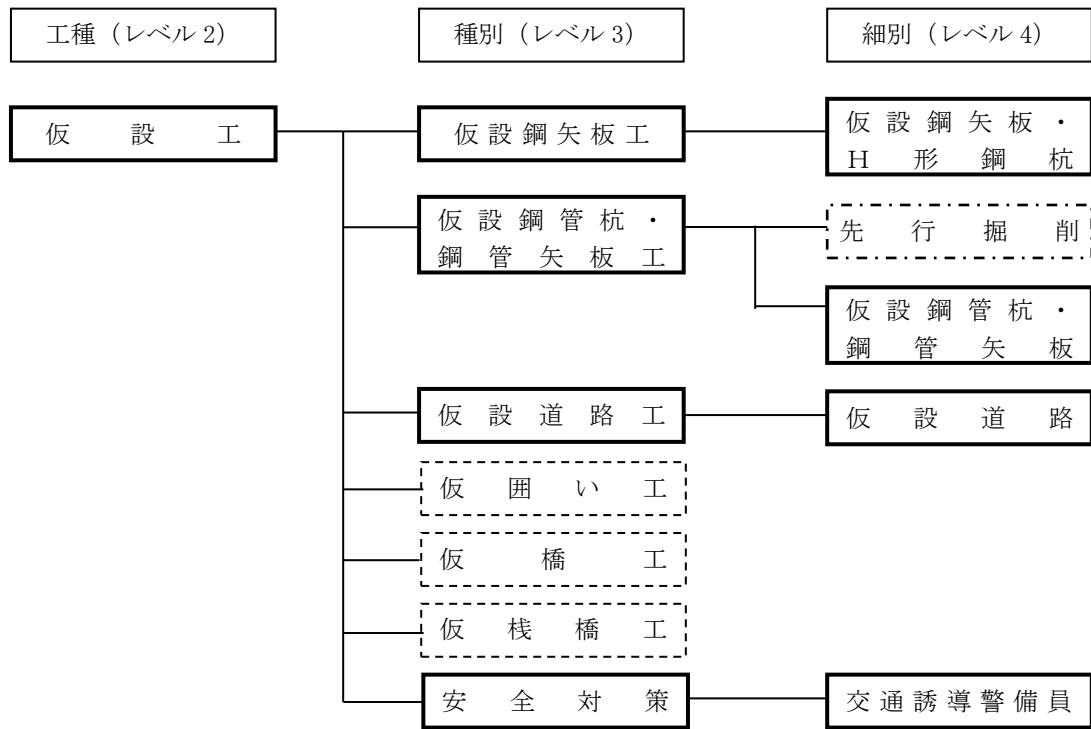 工種（レベル2）
種別（レベル3）
細別（レベル4）
仮設工
仮設鋼矢板工
仮設鋼矢板・
H形鋼杭
仮設鋼管杭・
鋼管矢板工
先行掘削
仮設鋼管杭・
鋼管矢板
仮設道路工
仮設道路
仮囲い工
仮橋工
仮桟橋工
安全対策
交通誘導警備員